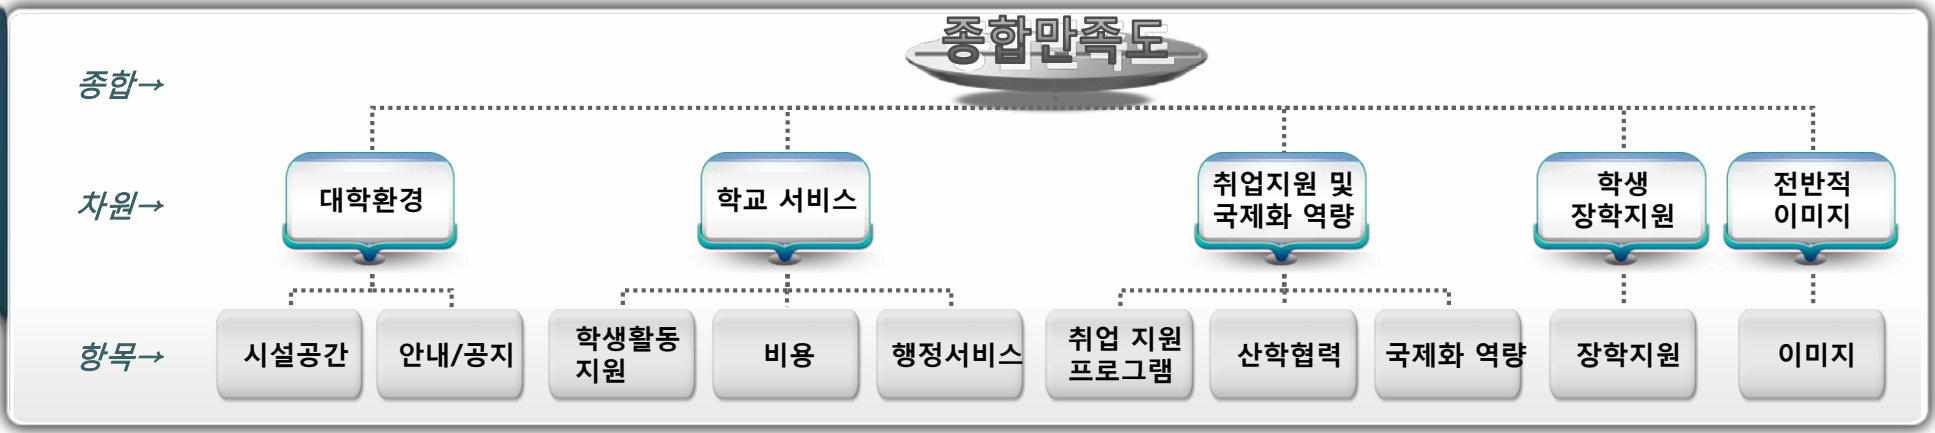 종합만족도
종합→
차원→
대학환경
학교 서비스
취업지원 및
국제화 역량
학생
장학지원
전반적
이미지
항목→
시설공간
안내/공지
학생활동
지원
비용
행정서비스
취업 지원
프로그램
산학협력
국제화 역량
장학지원
이미지